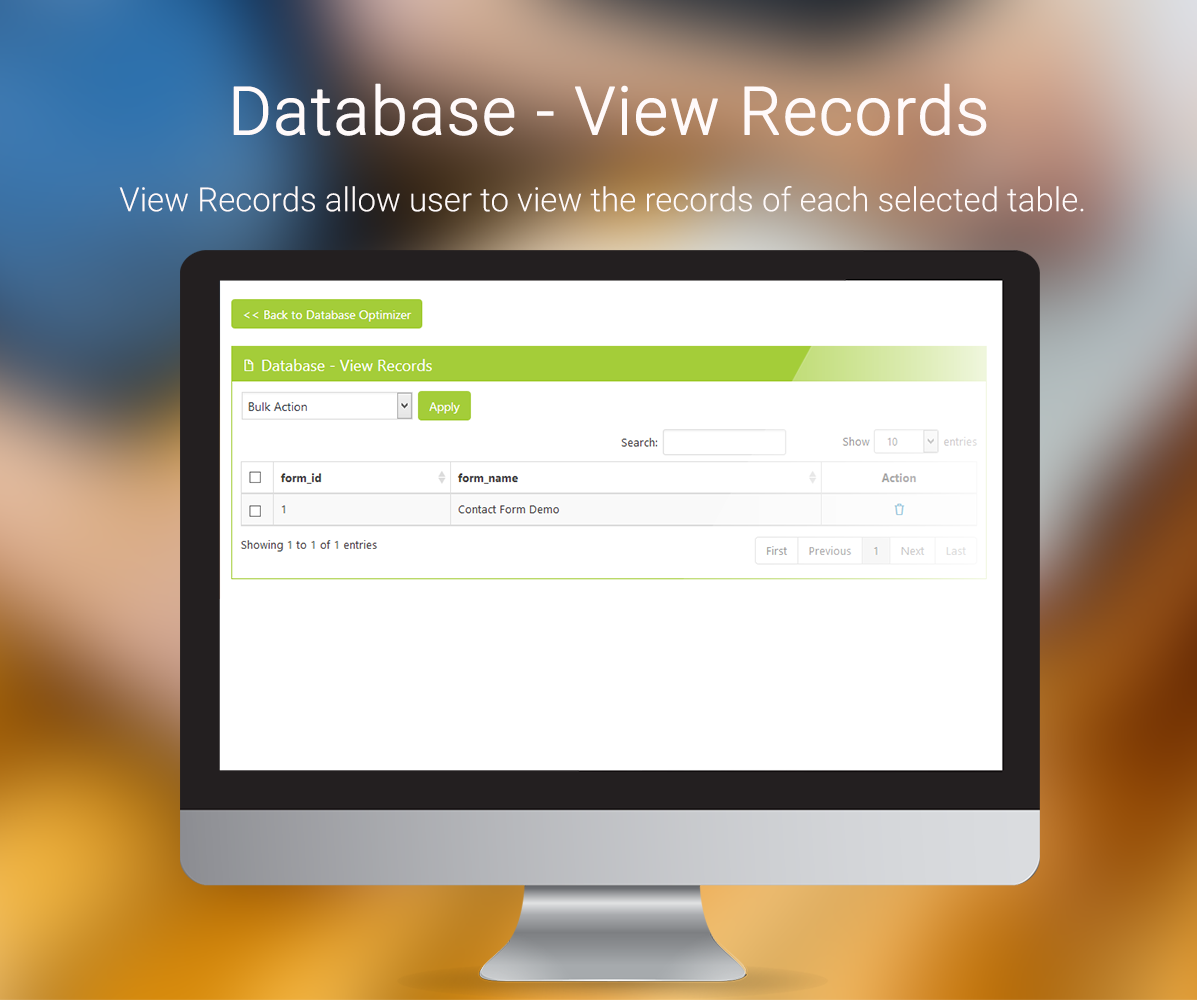 Database - View Records
View Records allow user to view the records of each selected table.
<< Back to Database Optimizer
Database - View Records
Bulk Action Apply
Search: Show 10 entries
form_id form_name Action
1 Contact Form Demo
Showing 1 to 1 of 1 entries First Previous 1 Next Last